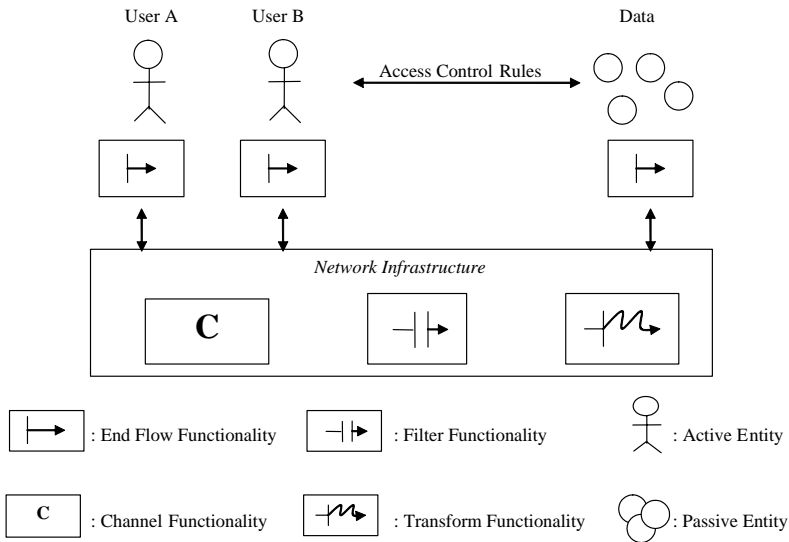 User A User B Data
Access Control Rules
Network Infrastructure
C
: End Flow Functionality : Filter Functionality : Active Entity
C : Channel Functionality : Transform Functionality : Passive Entity